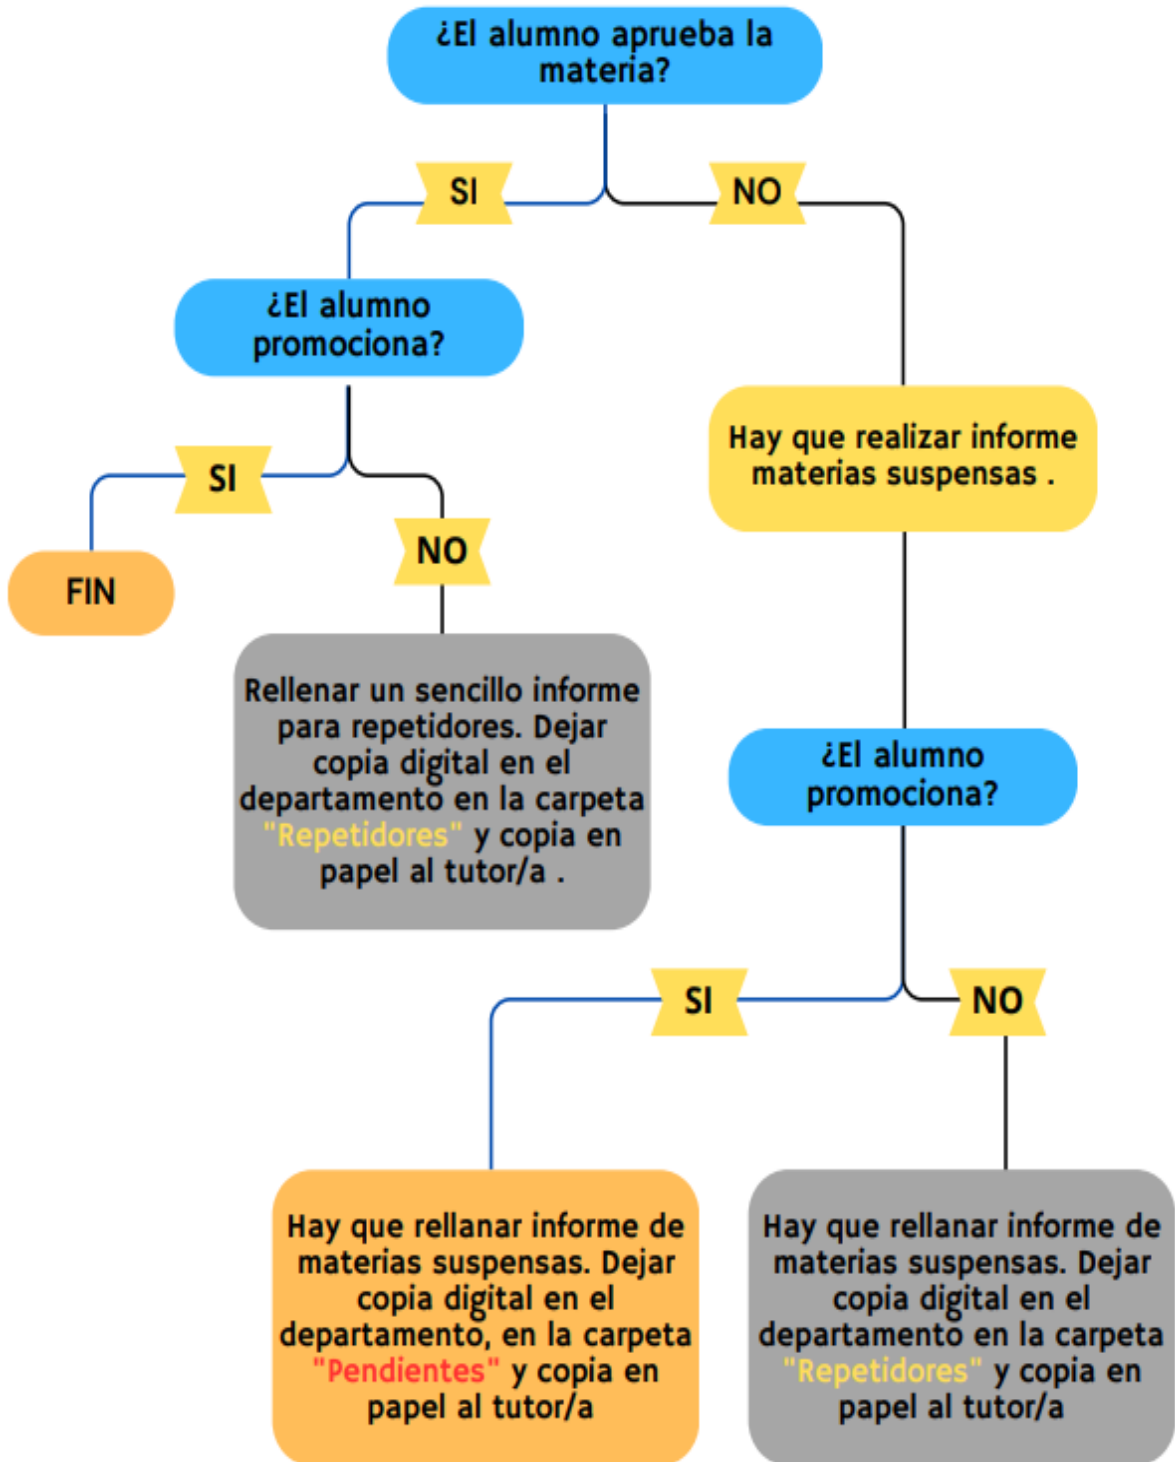 ¿El alumno aprueba la
materia?
SI
NO
¿El alumno
promociona?
Hay que realizar informe
materias suspensas .
SI
NO
FIN
Rellenar un sencillo informe
para repetidores. Dejar
copia digital en el
departamento en la carpeta
"Repetidores" y copia en
papel al tutor/a .
¿El alumno
promociona?
SI
NO
Hay que rellanar informe de
materias suspensas. Dejar
copia digital en el
departamento, en la carpeta
"Pendientes" y copia en
papel al tutor/a
Hay que rellanar informe de
materias suspensas. Dejar
copia digital en el
departamento en la carpeta
"Repetidores" y copia en
papel al tutor/a